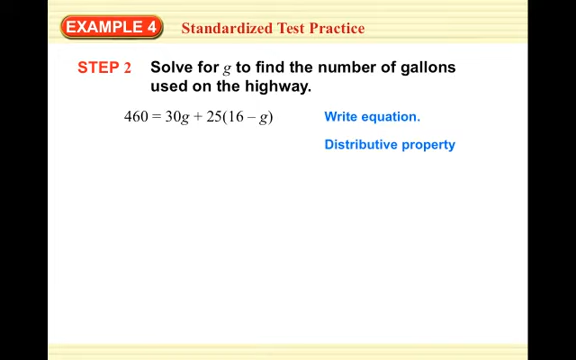 EXAMPLE 4 Standardized Test Practice
STEP 2 Solve for g to find the number of gallons
used on the highway.
460 = 30g + 25(16 – g) Write equation.
Distributive property